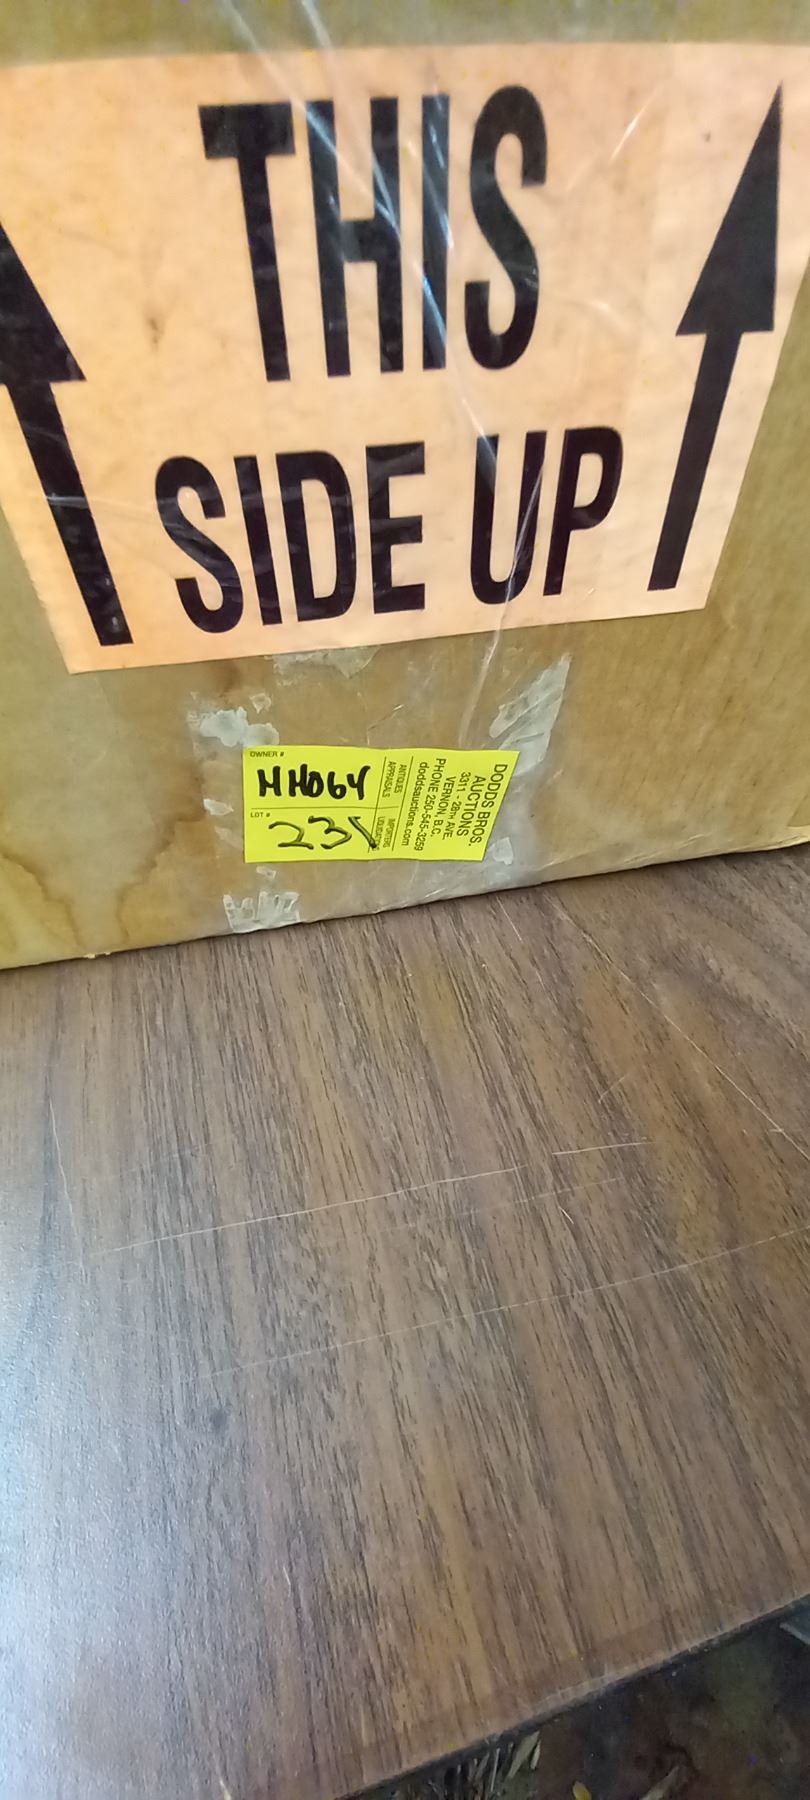 THIS
SIDE UP
OWNER #
HH064
LOT #
231
ANTIQUES
APPRAISALS
IMPORTERS
DODDS BROS.
AUCTIONS
3311 - 28TH AVE
VERNON, B.C.
PHONE 250-545-3259
doddsauctions.com